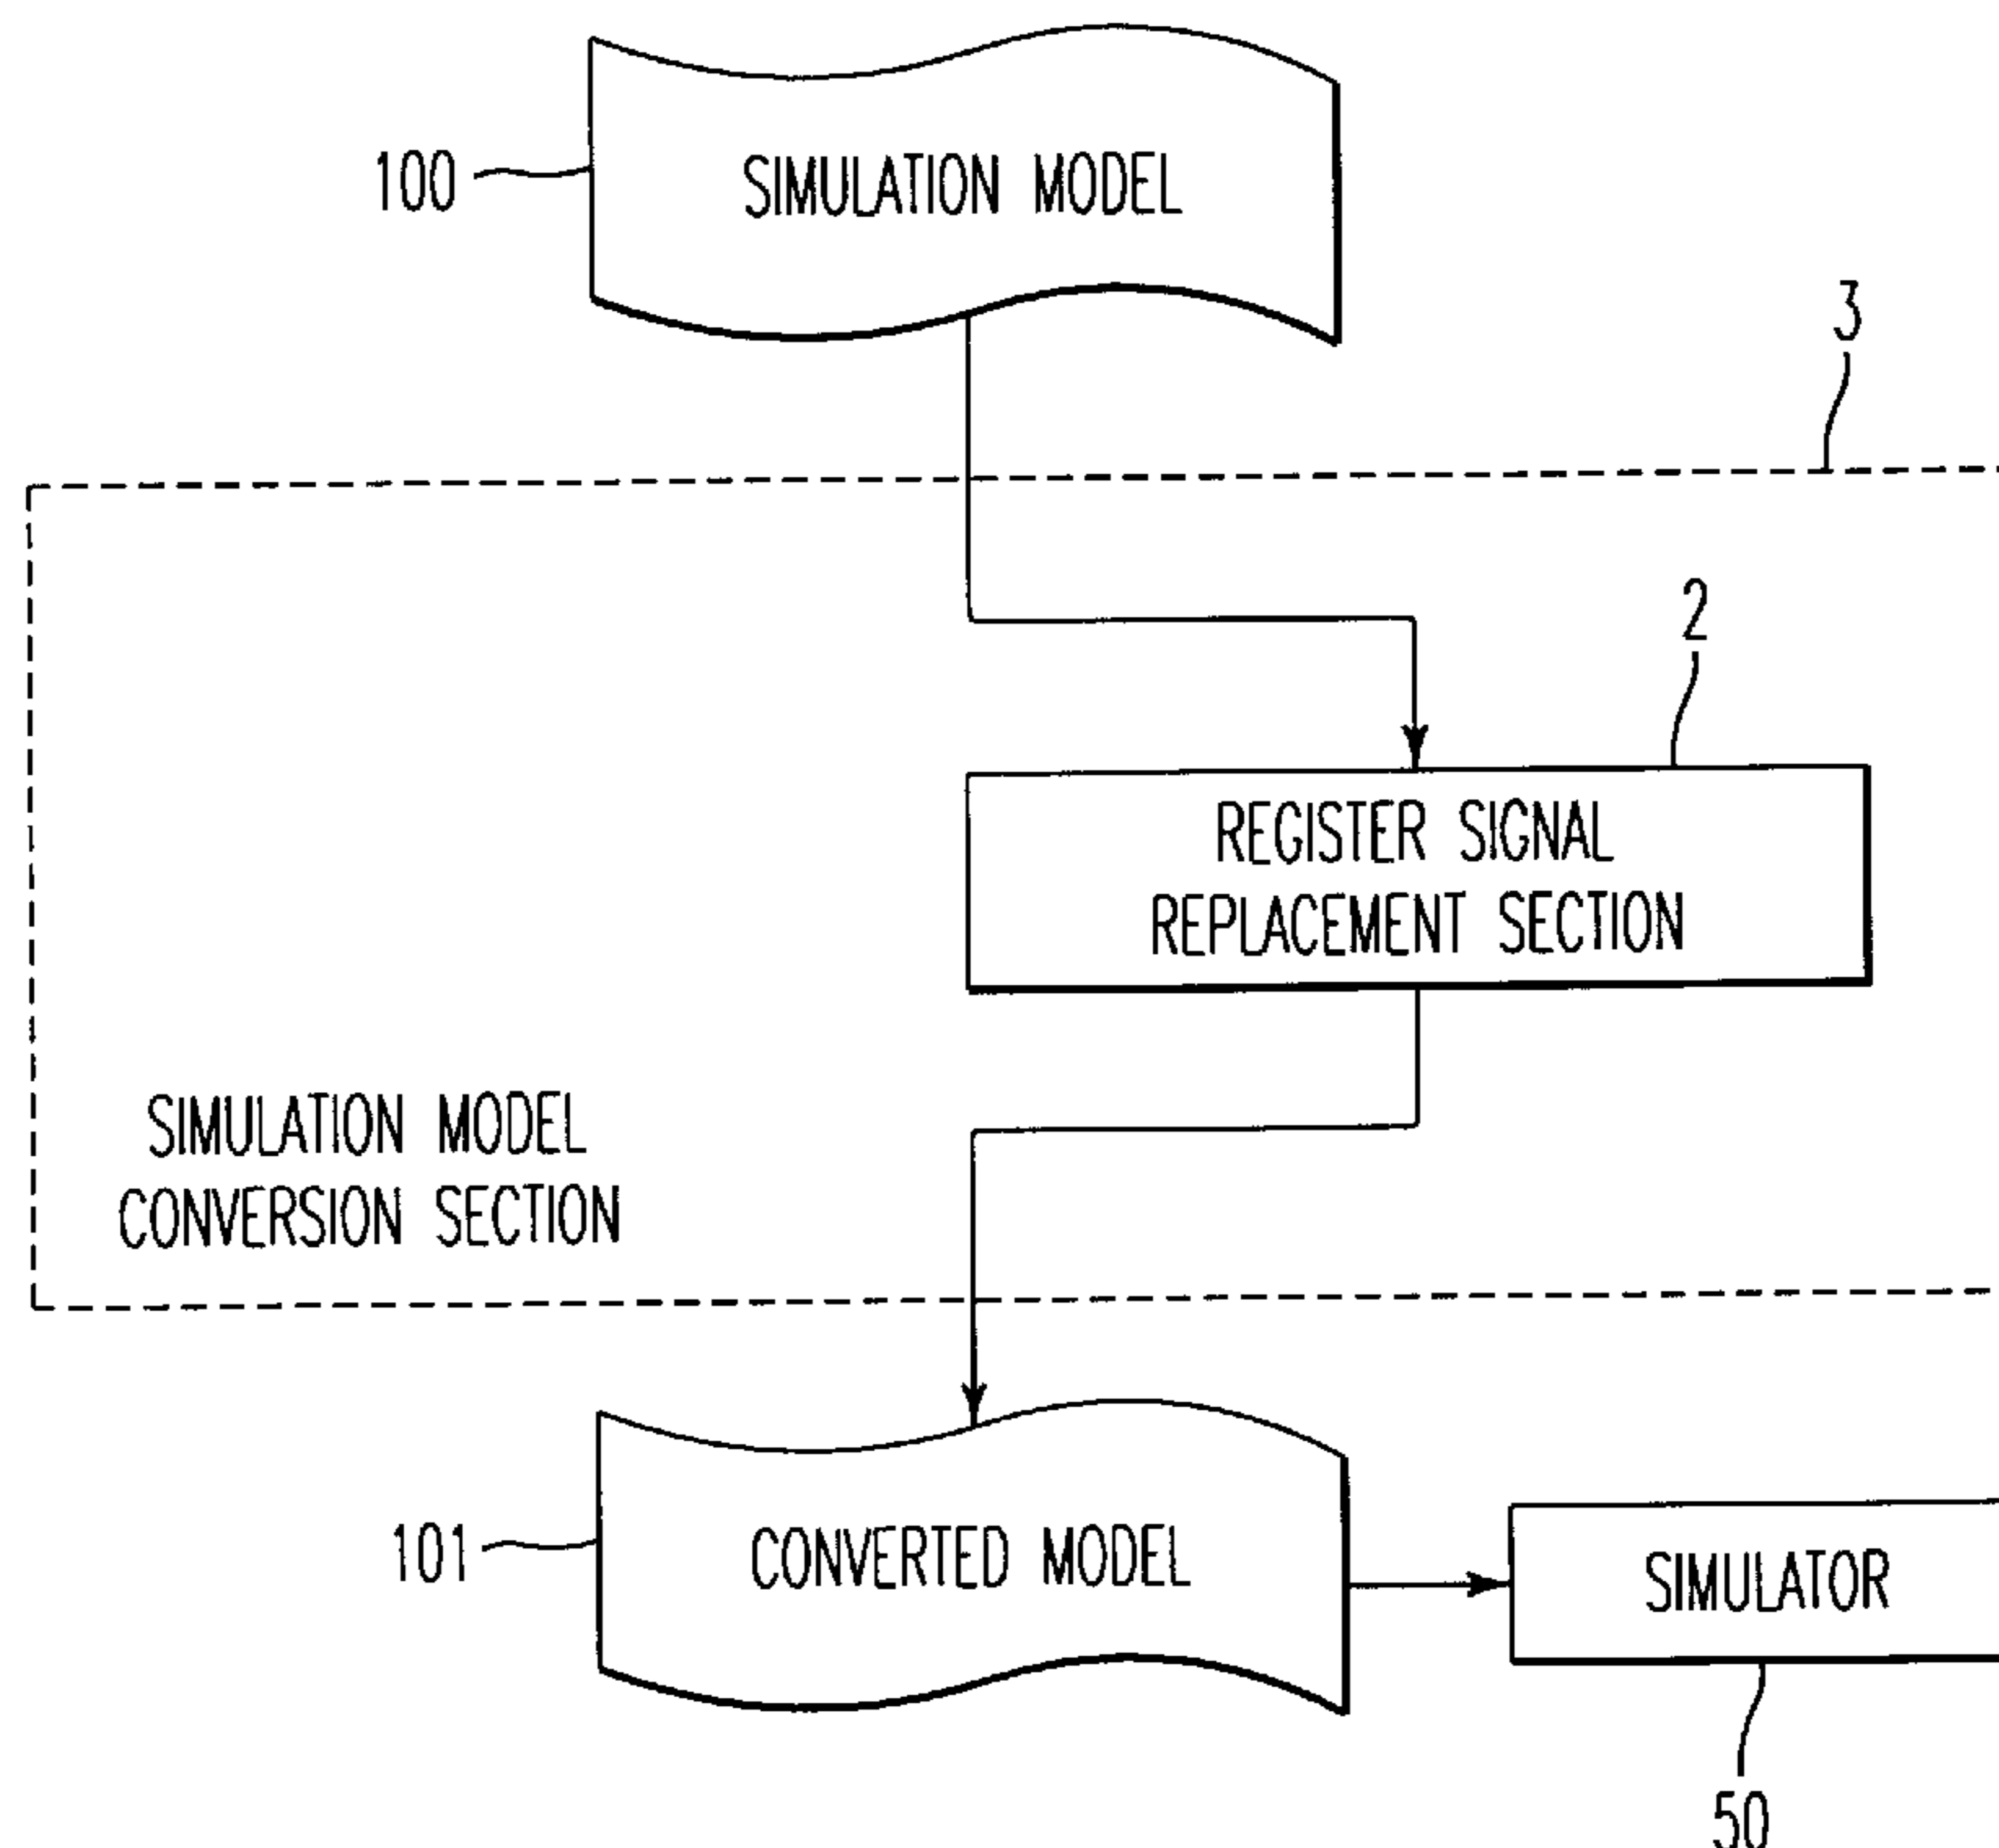 100
SIMULATION MODEL
3
2
REGISTER SIGNAL
REPLACEMENT SECTION
SIMULATION MODEL
CONVERSION SECTION
101
CONVERTED MODEL
SIMULATOR
50